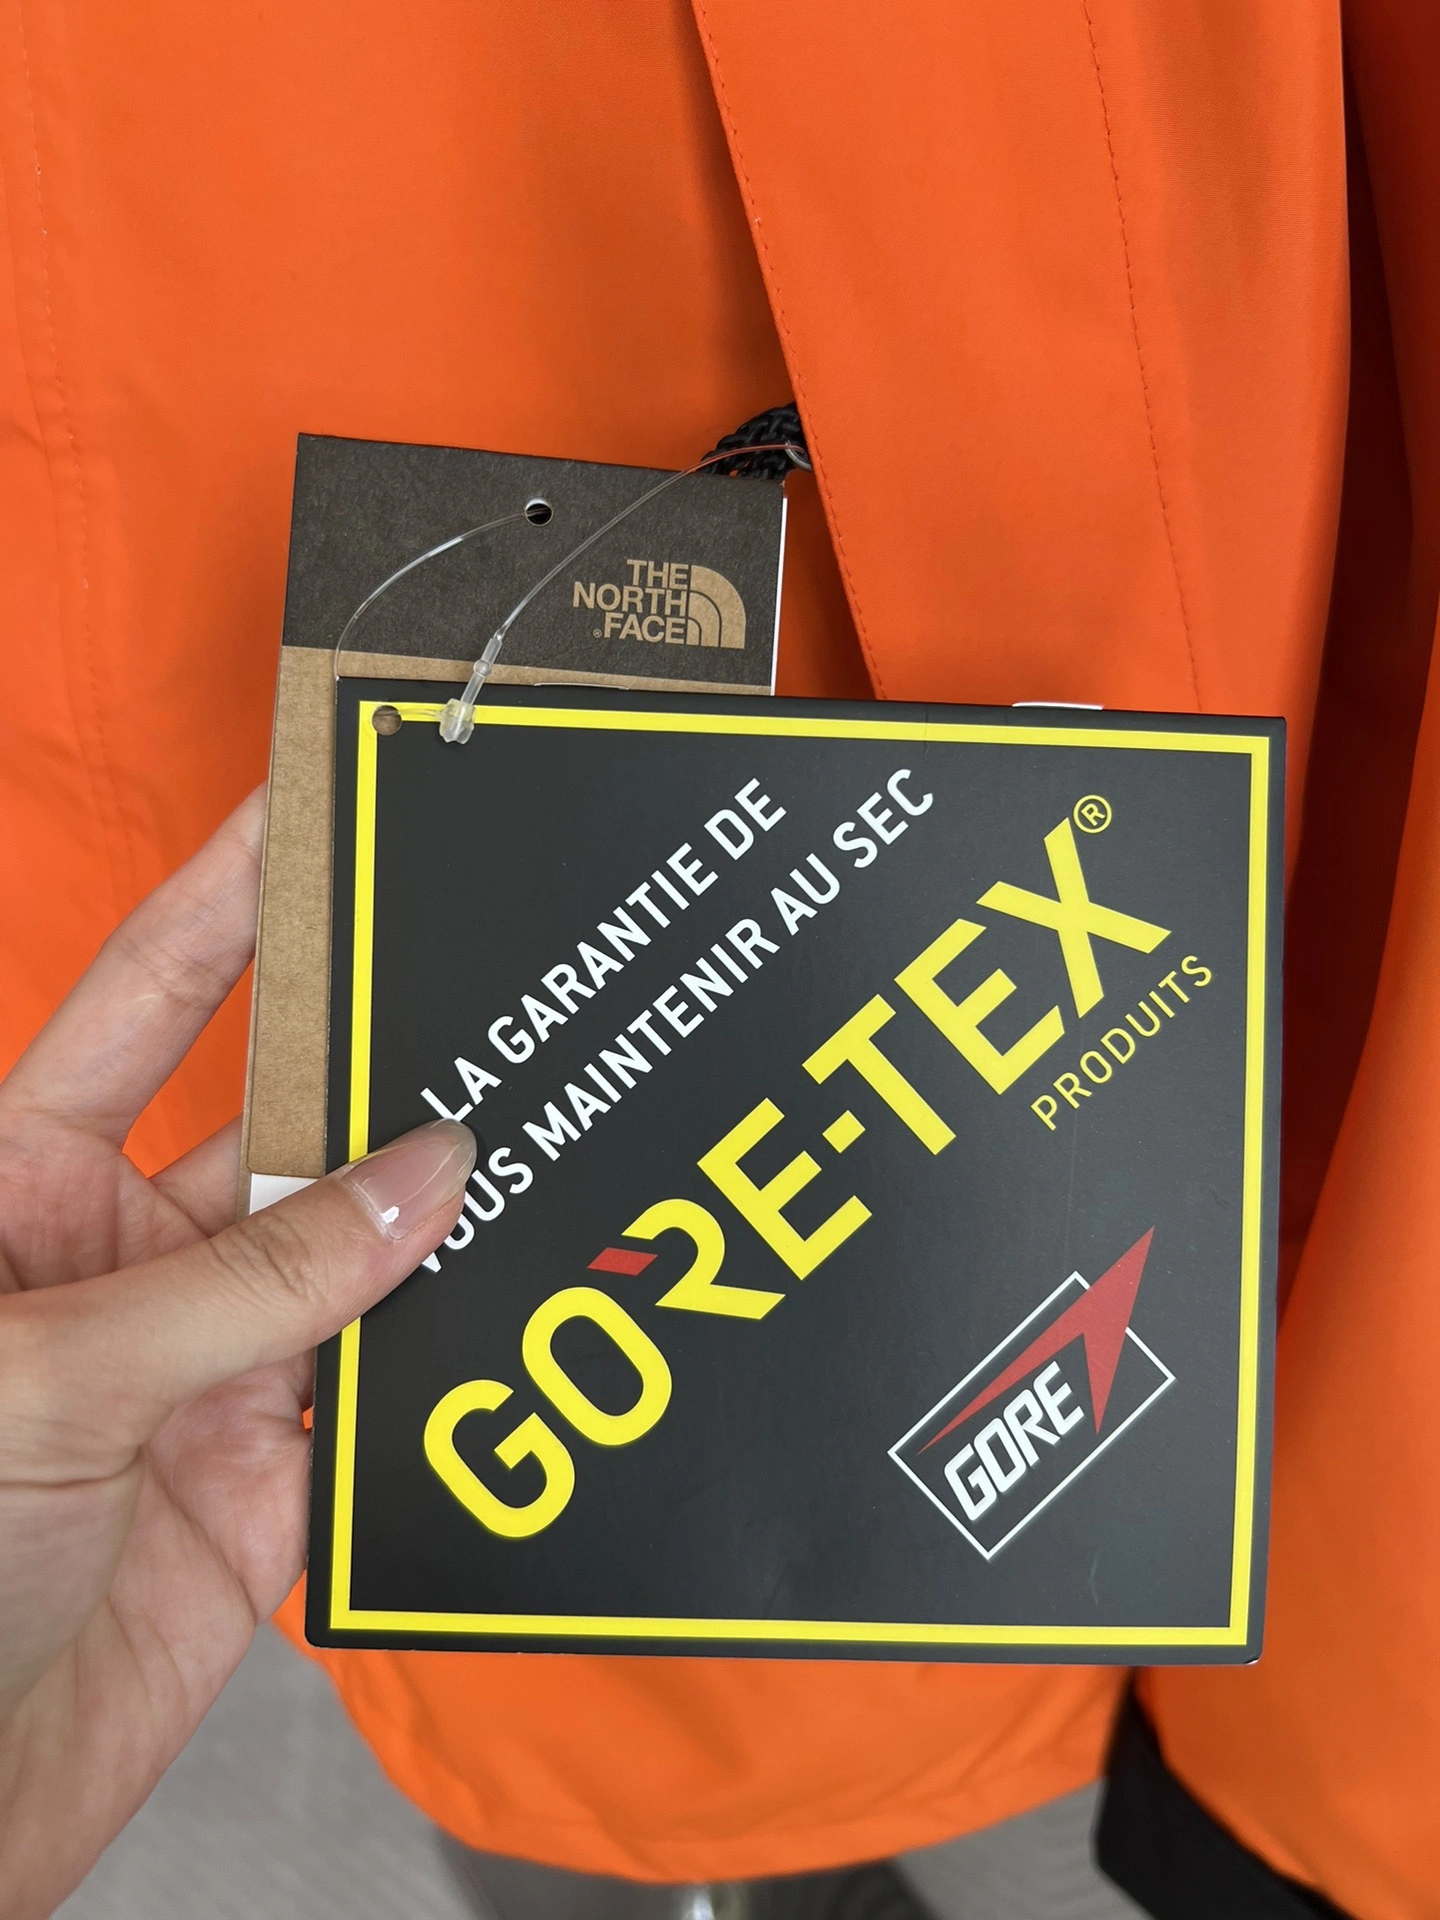 THE
NORTH
FACE
LA GARANTIE DE
VOUS MAINTENIR AU SEC
GORE-TEX®
PRODUITS
GORE